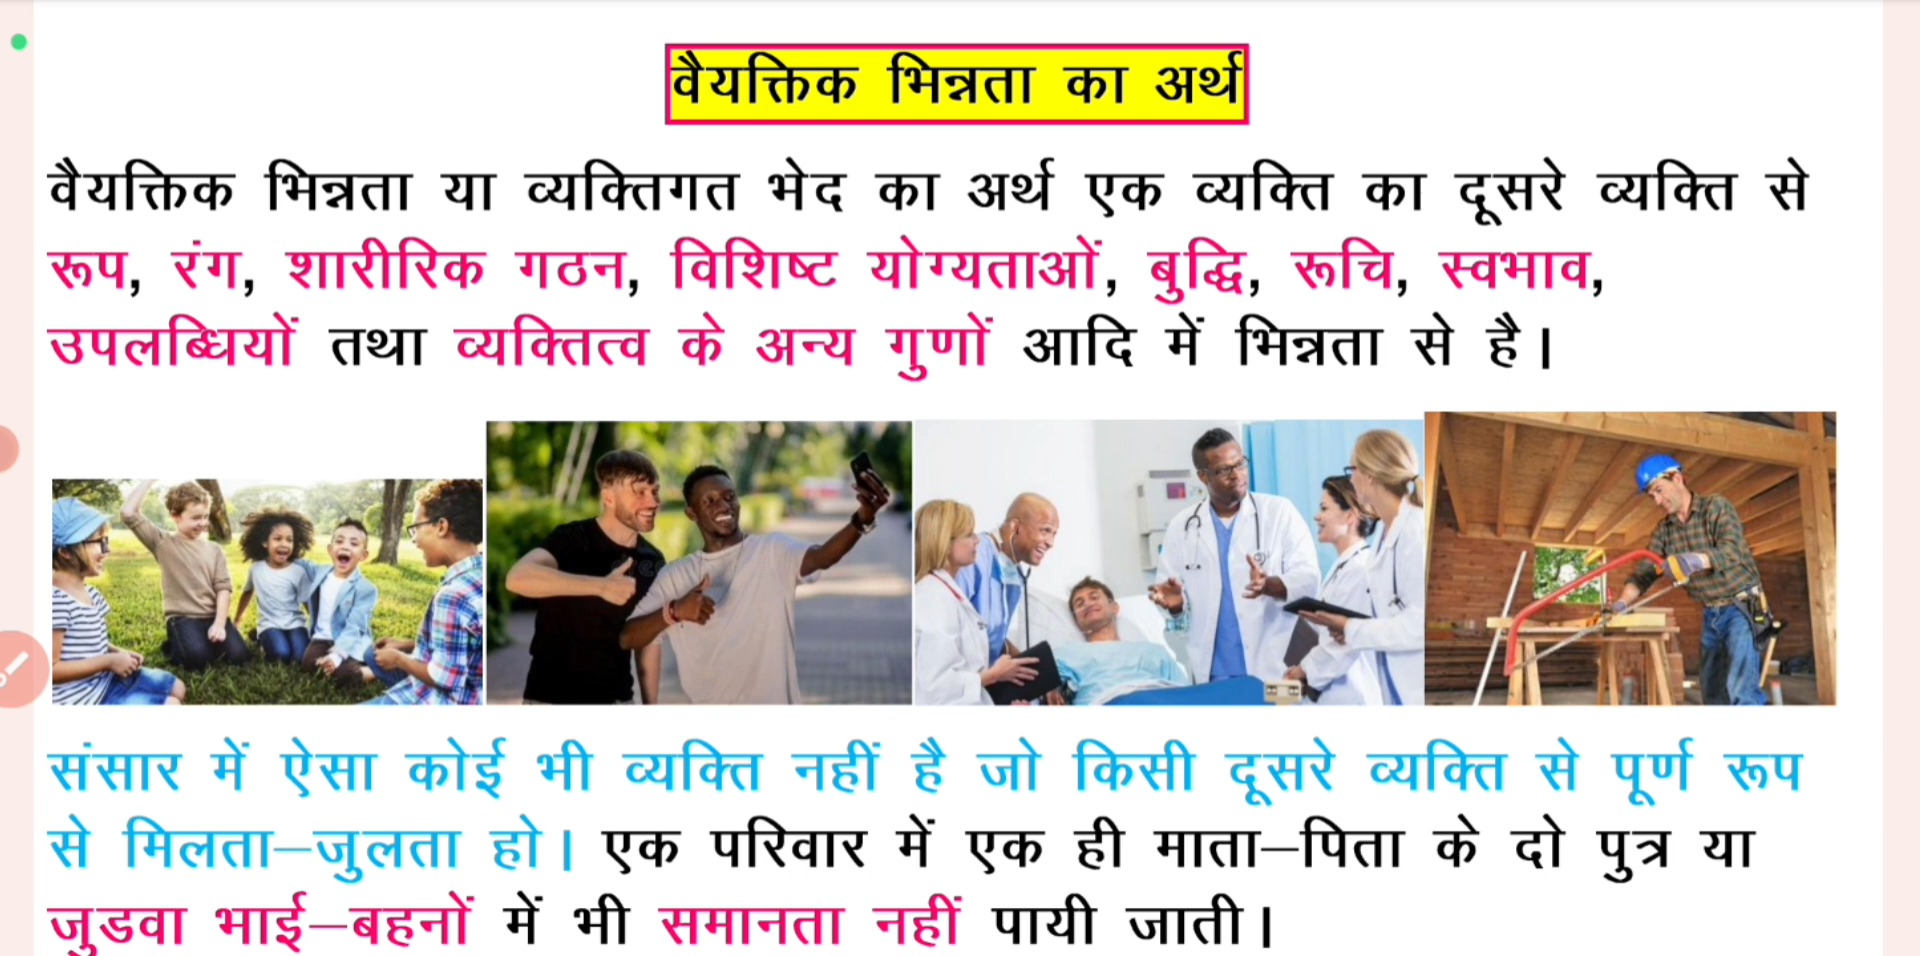 वैयक्तिक भिन्नता का अर्थ
वैयक्तिक भिन्नता या व्यक्तिगत भेद का अर्थ एक व्यक्ति का दूसरे व्यक्ति से
रूप, रंग, शारीरिक गठन, विशिष्ट योग्यताओं, बुद्धि, रूचि, स्वभाव,
उपलब्धियों तथा व्यक्तित्व के अन्य गुणों आदि में भिन्नता से है।
संसार में ऐसा कोई भी व्यक्ति नहीं है जो किसी दूसरे व्यक्ति से पूर्ण रूप
से मिलता–जुलता हो। एक परिवार में एक ही माता–पिता के दो पुत्र या
जुडवा भाई–बहनों में भी समानता नहीं पायी जाती।